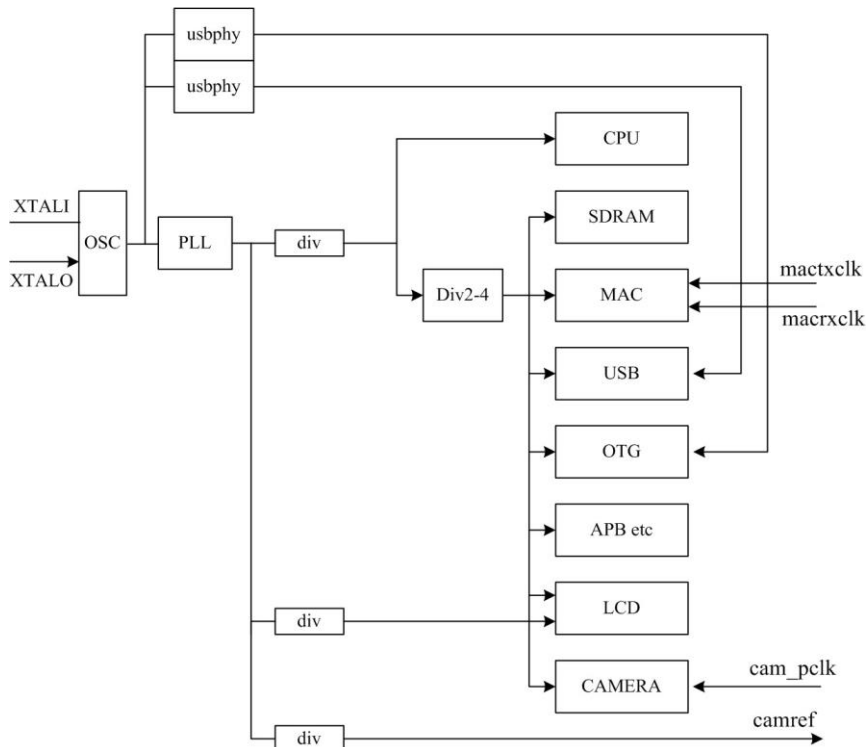 usbphy
usbphy
CPU
XTALI
SDRAM
OSC
PLL
div
XTALO
mactxclk
Div2-4
MAC
macrxclk
USB
OTG
APB etc
LCD
div
cam_pclk
CAMERA
camref
div